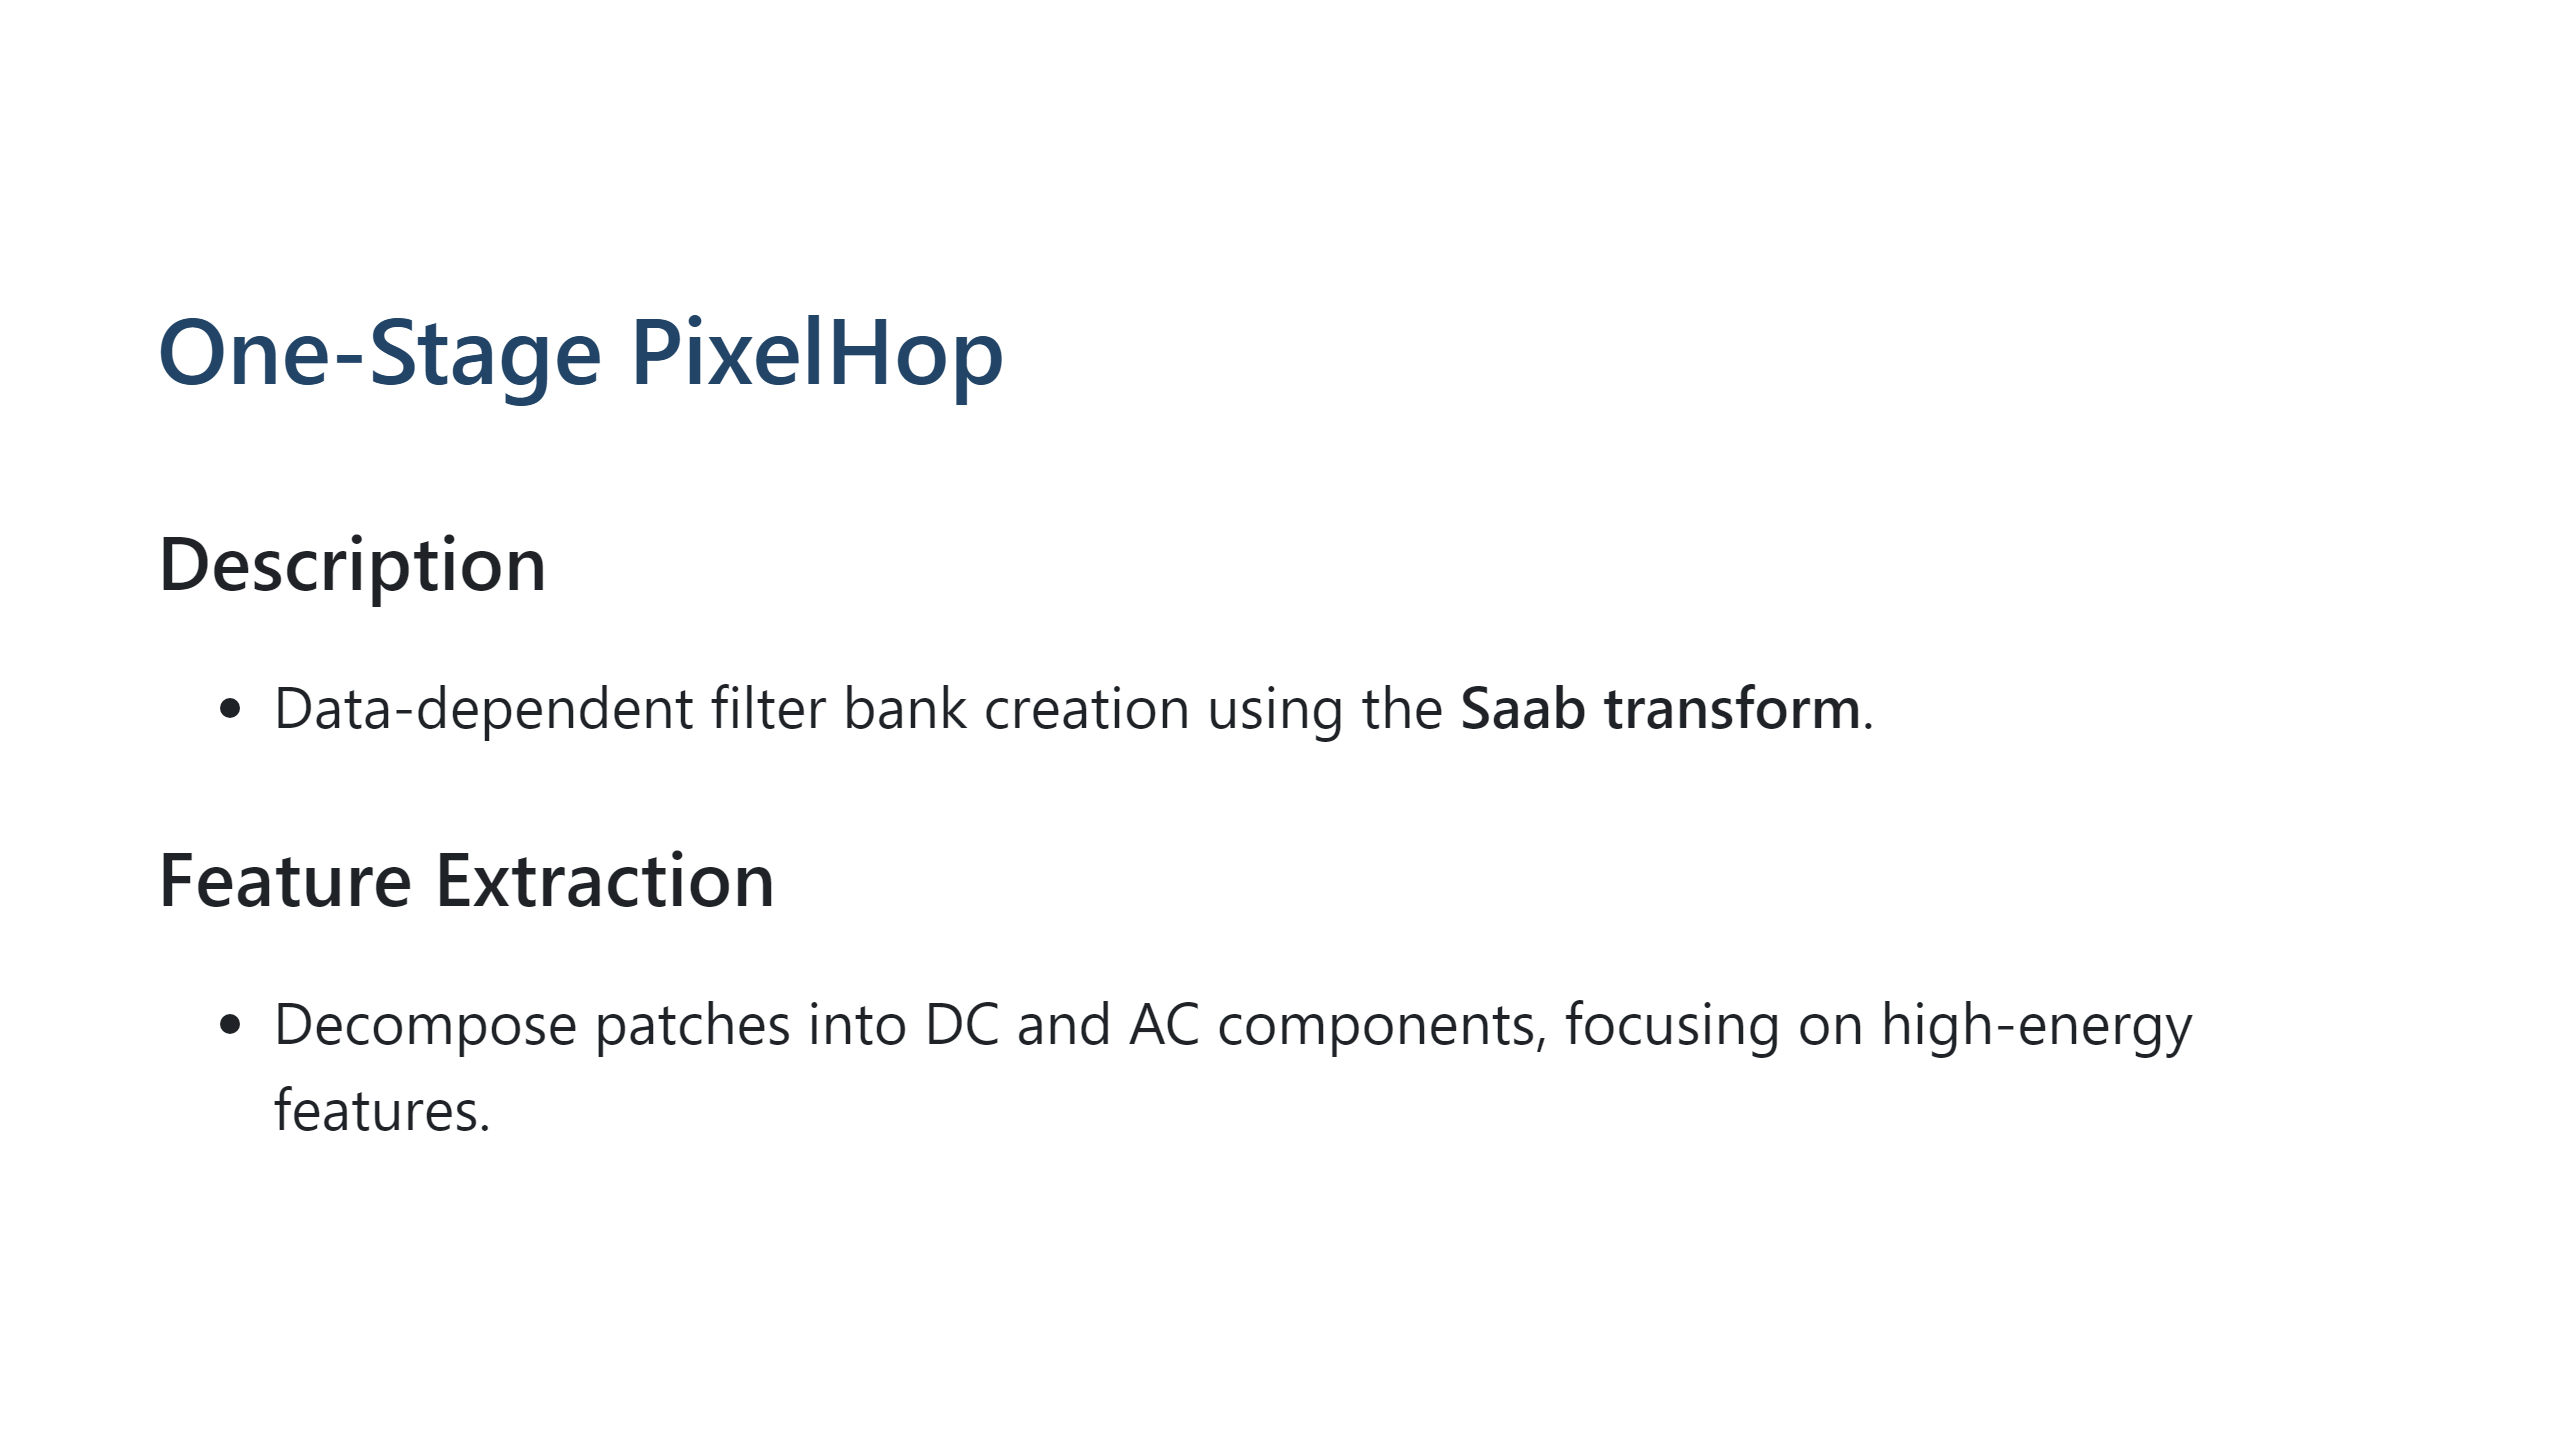 One-Stage PixelHop
Description
• Data-dependent filter bank creation using the Saab transform.
Feature Extraction
• Decompose patches into DC and AC components, focusing on high-energy
features.